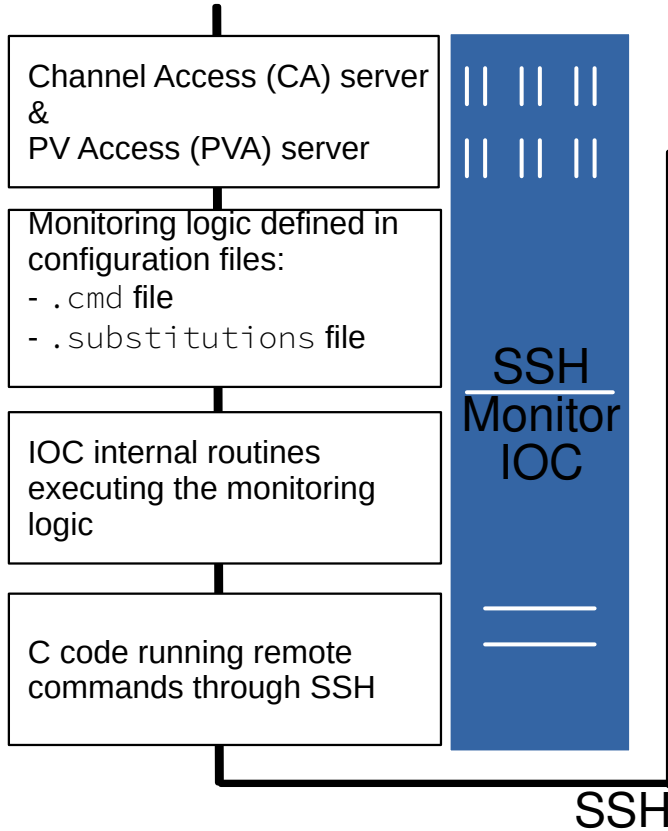 Channel Access (CA) server
&
PV Access (PVA) server
Monitoring logic defined in
configuration files:
- .cmd file
- .substitutions file
IOC internal routines
executing the monitoring
logic
C code running remote
commands through SSH
SSH
Monitor
IOC
SSH